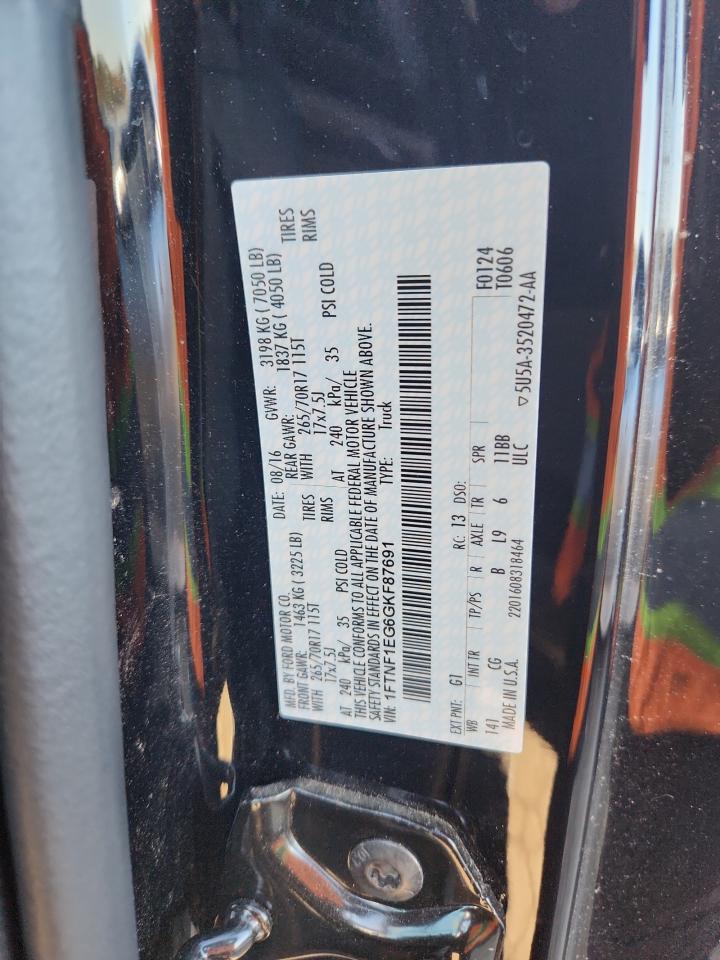 MFD. BY FORD MOTOR CO. DATE: 08/16 GVWR: 3198 KG ( 7050 LB)
FRONT GAWR: 1463 KG ( 3225 LB) REAR GAWR: 1837 KG ( 4050 LB)
WITH 265/70R17 115T TIRES WITH 265/70R17 115T TIRES
17x7.5J RIMS 17x7.5J RIMS
AT 240 kPa/ 35 PSI COLD AT 240 kPa/ 35 PSI COLD
THIS VEHICLE CONFORMS TO ALL APPLICABLE FEDERAL MOTOR VEHICLE
SAFETY STANDARDS IN EFFECT ON THE DATE OF MANUFACTURE SHOWN ABOVE.
VIN: 1FTNF1EG6GKF87691 TYPE: Truck
EXT PNT: G1 RC: 13 DSO: F0124
WB INT TR TP/PS R AXLE TR SPR T0606
141 CG B L9 6 11BB
MADE IN U.S.A. 2201608318464 ULC ▽5U5A-3520472-AA